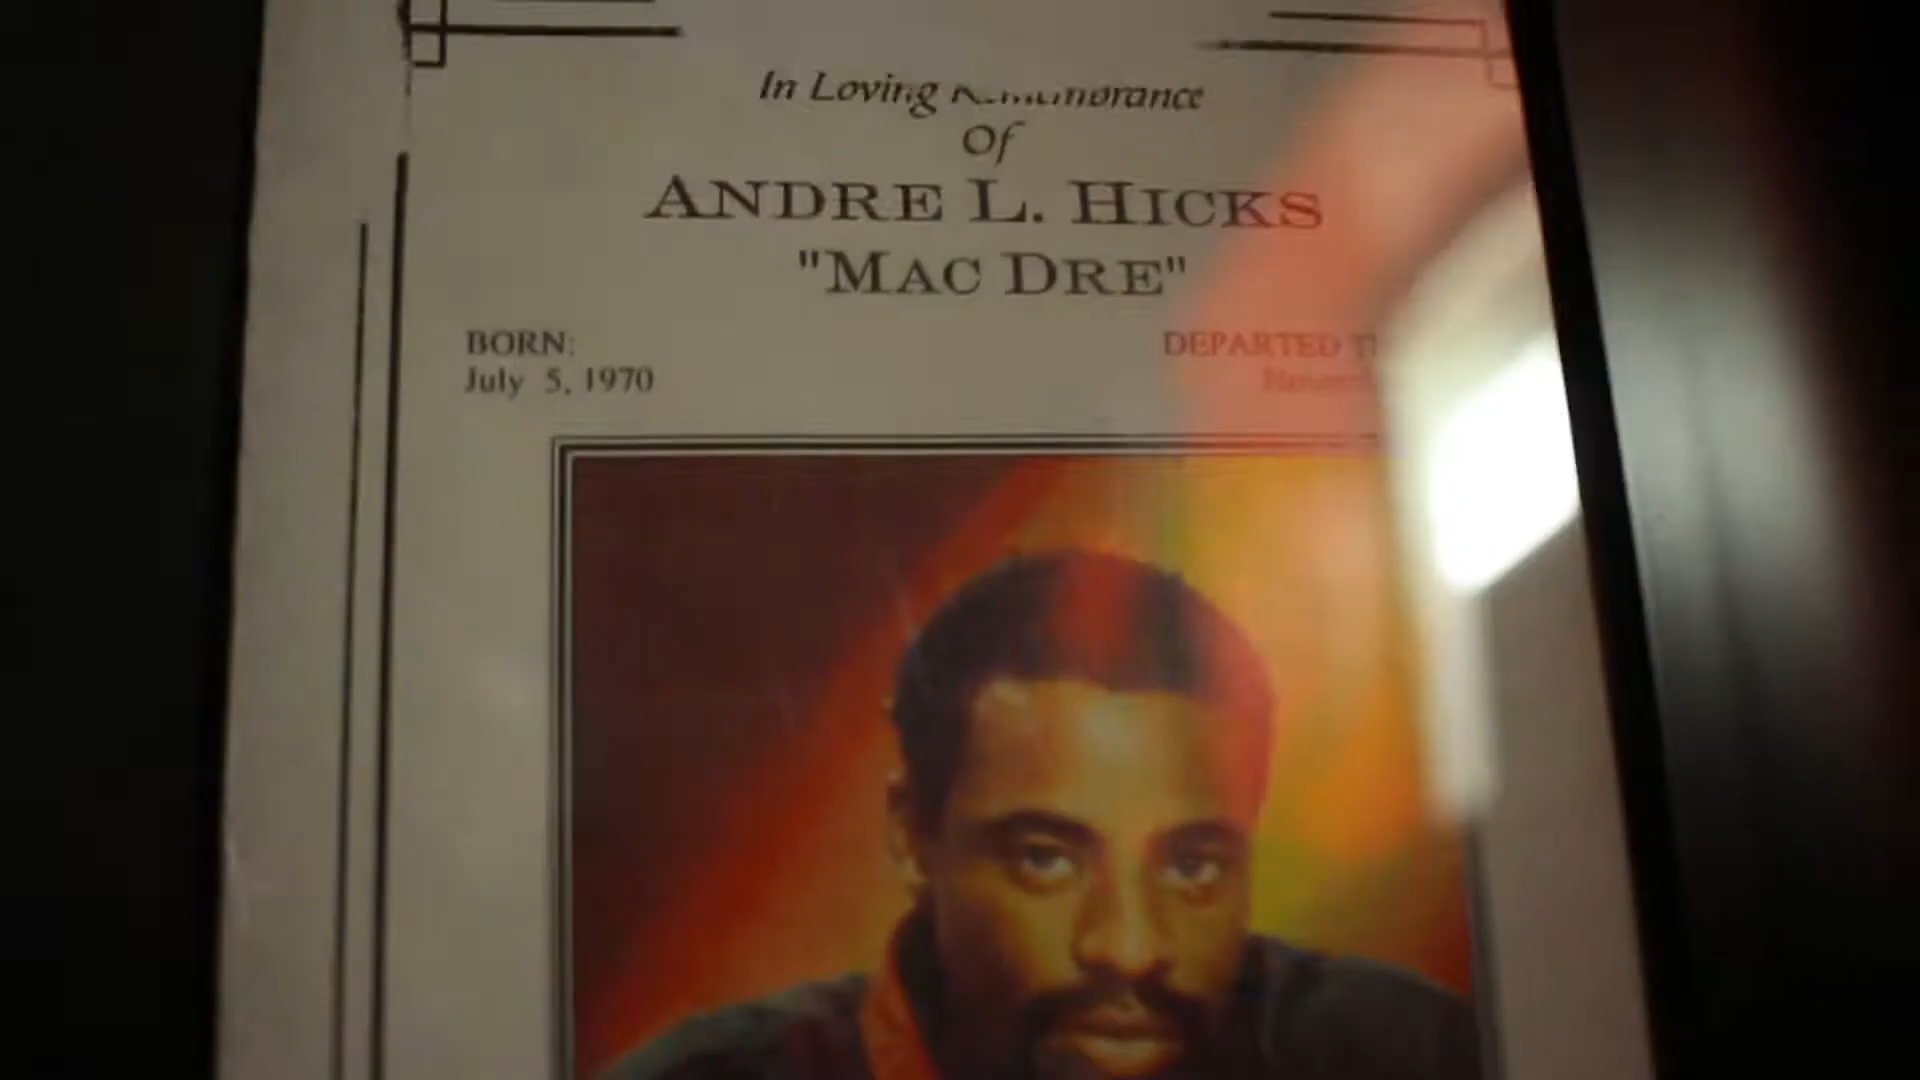 In Loving
Of
ANDRE L. HICKS
"MAC DRE"
BORN:
July 5, 1970
DEPARTED